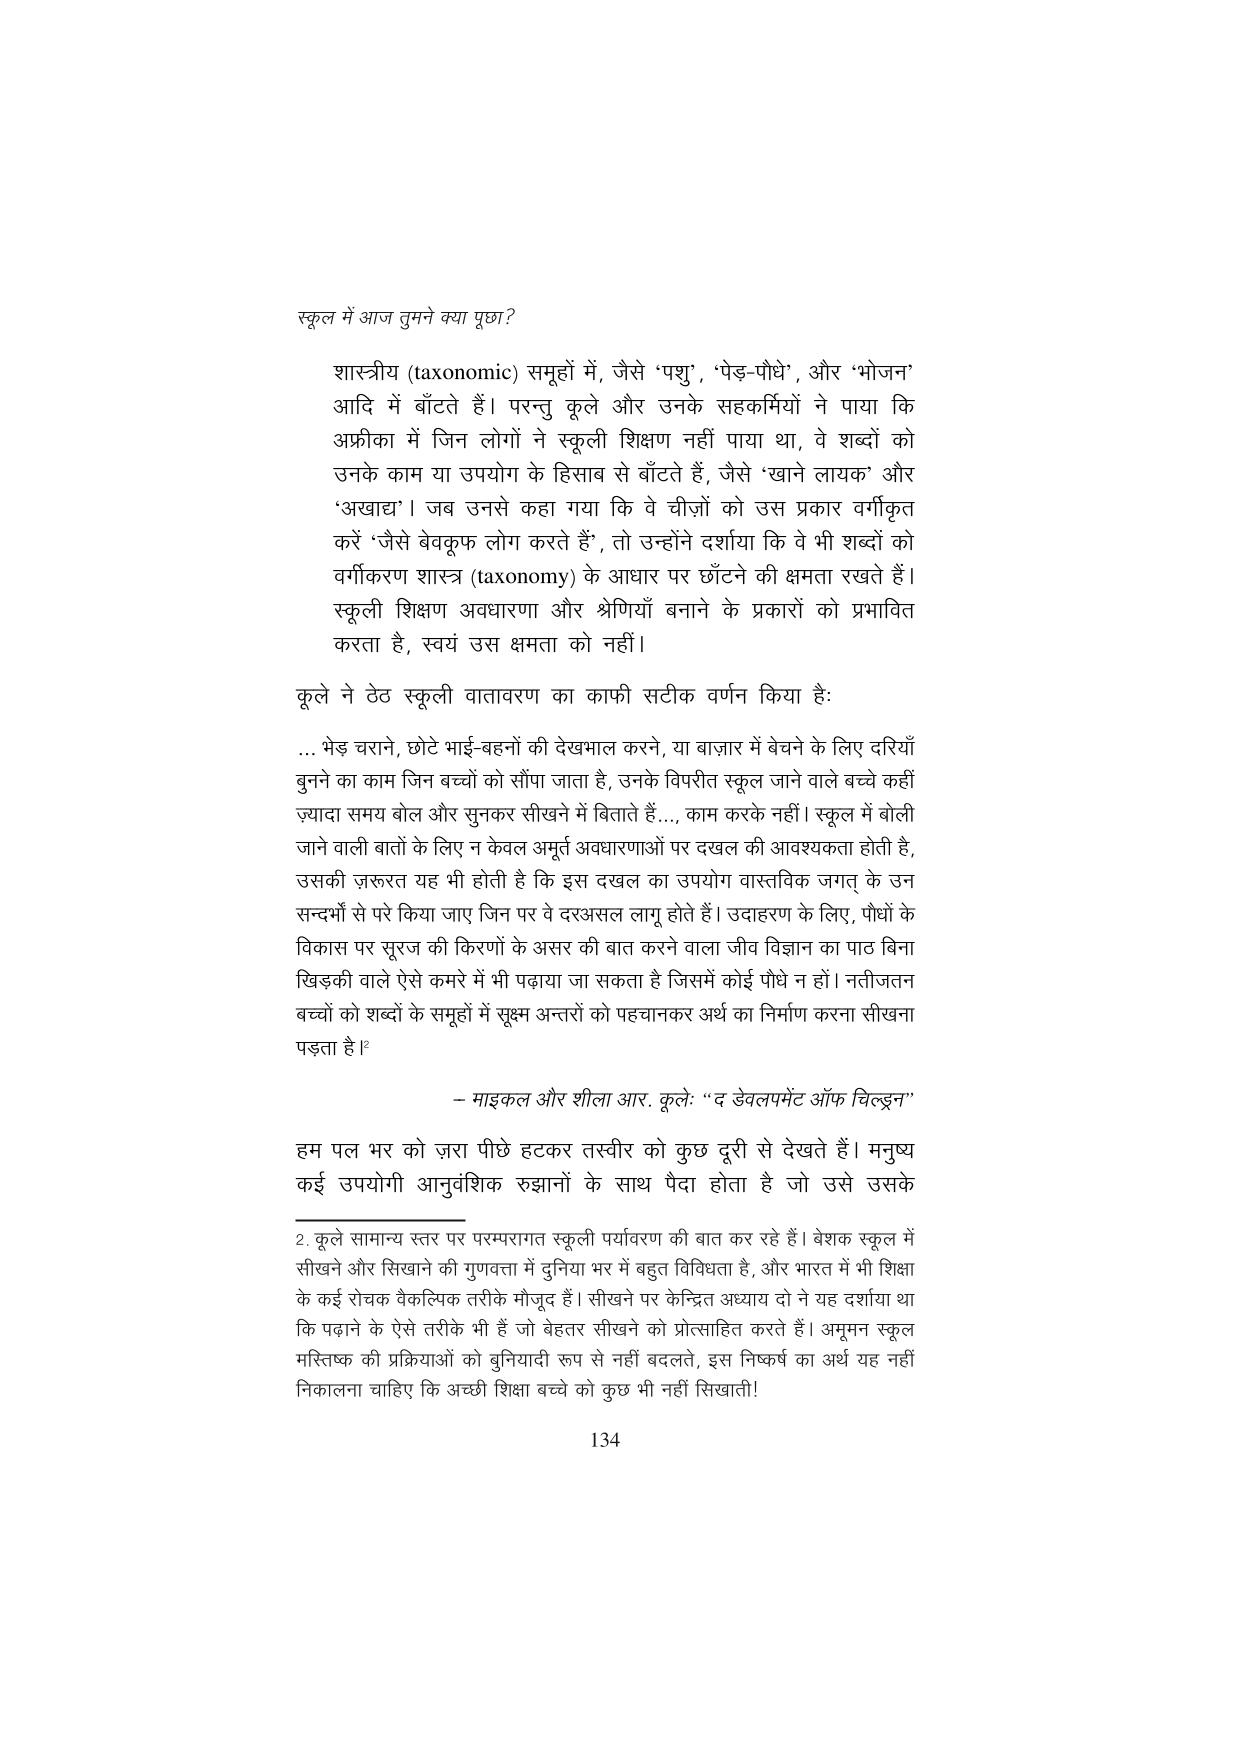 स्कूल में आज तुमने क्या पूछा?
शास्त्रीय (taxonomic) समूहों में, जैसे ‘पशु’, ‘पेड़-पौधे’, और ‘भोजन’
आदि में बाँटते हैं। परन्तु कूले और उनके सहकर्मियों ने पाया कि
अफ्रीका में जिन लोगों ने स्कूली शिक्षण नहीं पाया था, वे शब्दों को
उनके काम या उपयोग के हिसाब से बाँटते हैं, जैसे ‘खाने लायक’ और
‘अखाद्य’। जब उनसे कहा गया कि वे चीज़ों को उस प्रकार वर्गीकृत
करें ‘जैसे बेवकूफ लोग करते हैं’, तो उन्होंने दर्शाया कि वे भी शब्दों को
वर्गीकरण शास्त्र (taxonomy) के आधार पर छाँटने की क्षमता रखते हैं।
स्कूली शिक्षण अवधारणा और श्रेणियाँ बनाने के प्रकारों को प्रभावित
करता है, स्वयं उस क्षमता को नहीं।
कूले ने ठेठ स्कूली वातावरण का काफी सटीक वर्णन किया है:
... भेड़ चराने, छोटे भाई-बहनों की देखभाल करने, या बाज़ार में बेचने के लिए दरियाँ
बुनने का काम जिन बच्चों को सौंपा जाता है, उनके विपरीत स्कूल जाने वाले बच्चे कहीं
ज़्यादा समय बोल और सुनकर सीखने में बिताते हैं..., काम करके नहीं। स्कूल में बोली
जाने वाली बातों के लिए न केवल अमूर्त अवधारणाओं पर दखल की आवश्यकता होती है,
उसकी ज़रूरत यह भी होती है कि इस दखल का उपयोग वास्तविक जगत् के उन
सन्दर्भों से परे किया जाए जिन पर वे दरअसल लागू होते हैं। उदाहरण के लिए, पौधों के
विकास पर सूरज की किरणों के असर की बात करने वाला जीव विज्ञान का पाठ बिना
खिड़की वाले ऐसे कमरे में भी पढ़ाया जा सकता है जिसमें कोई पौधे न हों। नतीजतन
बच्चों को शब्दों के समूहों में सूक्ष्म अन्तरों को पहचानकर अर्थ का निर्माण करना सीखना
पड़ता है।²
– माइकल और शीला आर. कूले: “द डेवलपमेंट ऑफ चिल्ड्रन”
हम पल भर को ज़रा पीछे हटकर तस्वीर को कुछ दूरी से देखते हैं। मनुष्य
कई उपयोगी आनुवंशिक रुझानों के साथ पैदा होता है जो उसे उसके
2. कूले सामान्य स्तर पर परम्परागत स्कूली पर्यावरण की बात कर रहे हैं। बेशक स्कूल में
सीखने और सिखाने की गुणवत्ता में दुनिया भर में बहुत विविधता है, और भारत में भी शिक्षा
के कई रोचक वैकल्पिक तरीके मौजूद हैं। सीखने पर केन्द्रित अध्याय दो ने यह दर्शाया था
कि पढ़ाने के ऐसे तरीके भी हैं जो बेहतर सीखने को प्रोत्साहित करते हैं। अमूमन स्कूल
मस्तिष्क की प्रक्रियाओं को बुनियादी रूप से नहीं बदलते, इस निष्कर्ष का अर्थ यह नहीं
निकालना चाहिए कि अच्छी शिक्षा बच्चे को कुछ भी नहीं सिखाती!
134